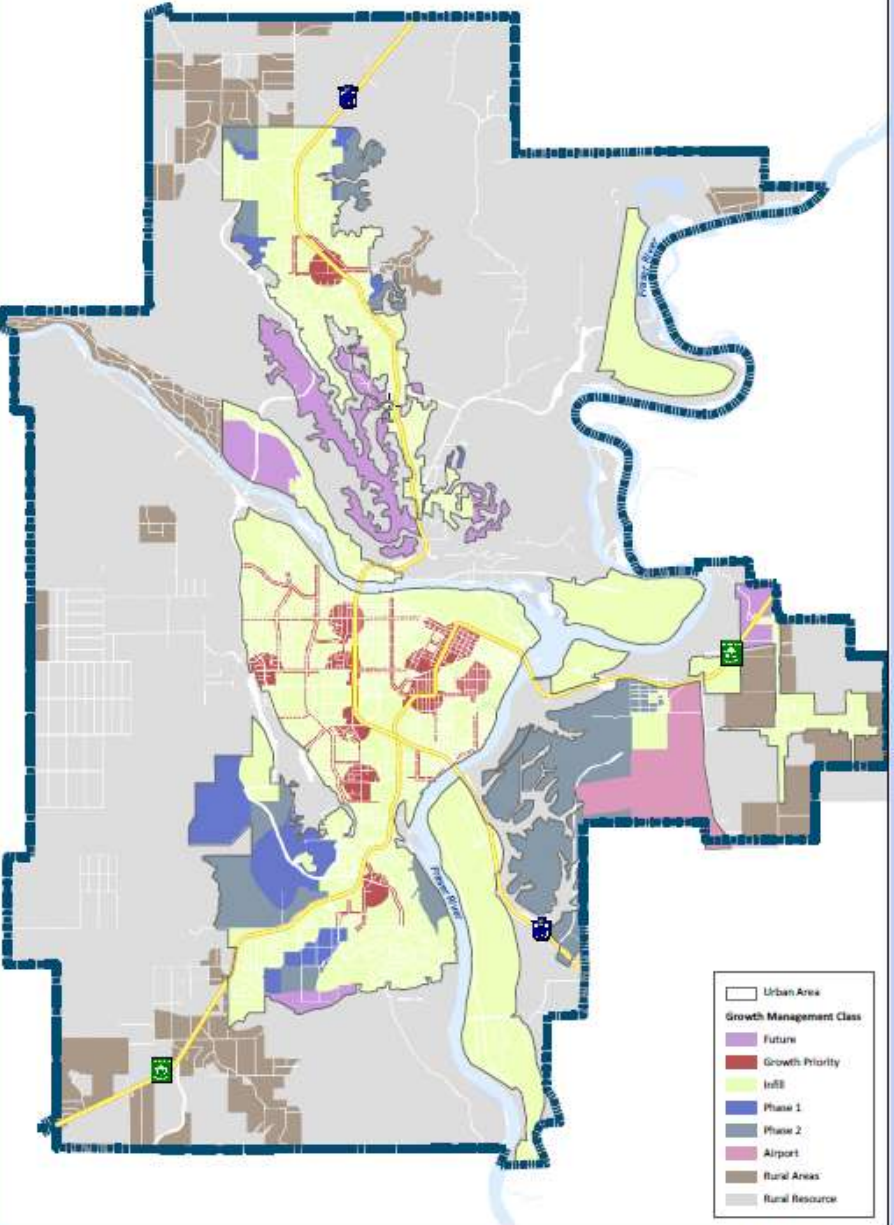 Fraser River
Fraser River
Urban Area
Growth Management Class
Future
Growth Priority
Infill
Phase 1
Phase 2
Airport
Rural Areas
Rural Resource